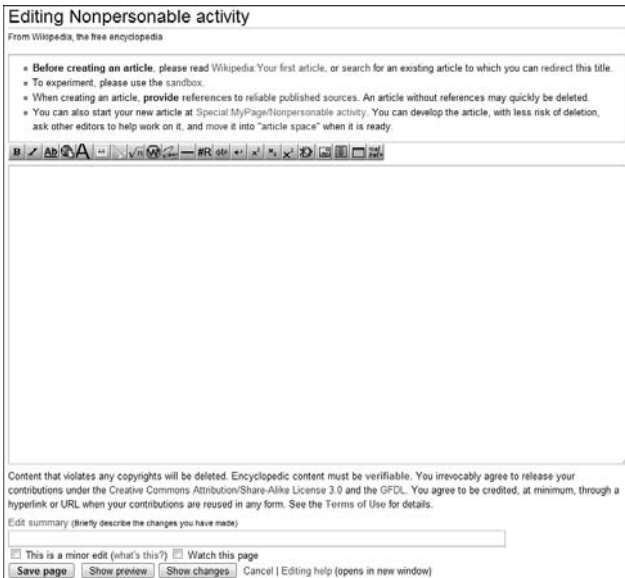 Editing Nonpersonable activity
From Wikipedia, the free encyclopedia
Before creating an article, please read Wikipedia:Your first article, or search for an existing article to which you can redirect this title.
To experiment, please use the sandbox.
When creating an article, provide references to reliable published sources. An article without references may quickly be deleted.
You can also start your new article at Special:MyPage/Nonpersonable activity. You can develop the article, with less risk of deletion,
ask other editors to help work on it, and move it into "article space" when it is ready.
B I Ab A √n W — #R x² x₂ x²
Content that violates any copyrights will be deleted. Encyclopedic content must be verifiable. You irrevocably agree to release your
contributions under the Creative Commons Attribution/Share-Alike License 3.0 and the GFDL. You agree to be credited, at minimum, through a
hyperlink or URL when your contributions are reused in any form. See the Terms of Use for details.
Edit summary (Briefly describe the changes you have made)
This is a minor edit (what's this?) Watch this page
Save page Show preview Show changes Cancel | Editing help (opens in new window)